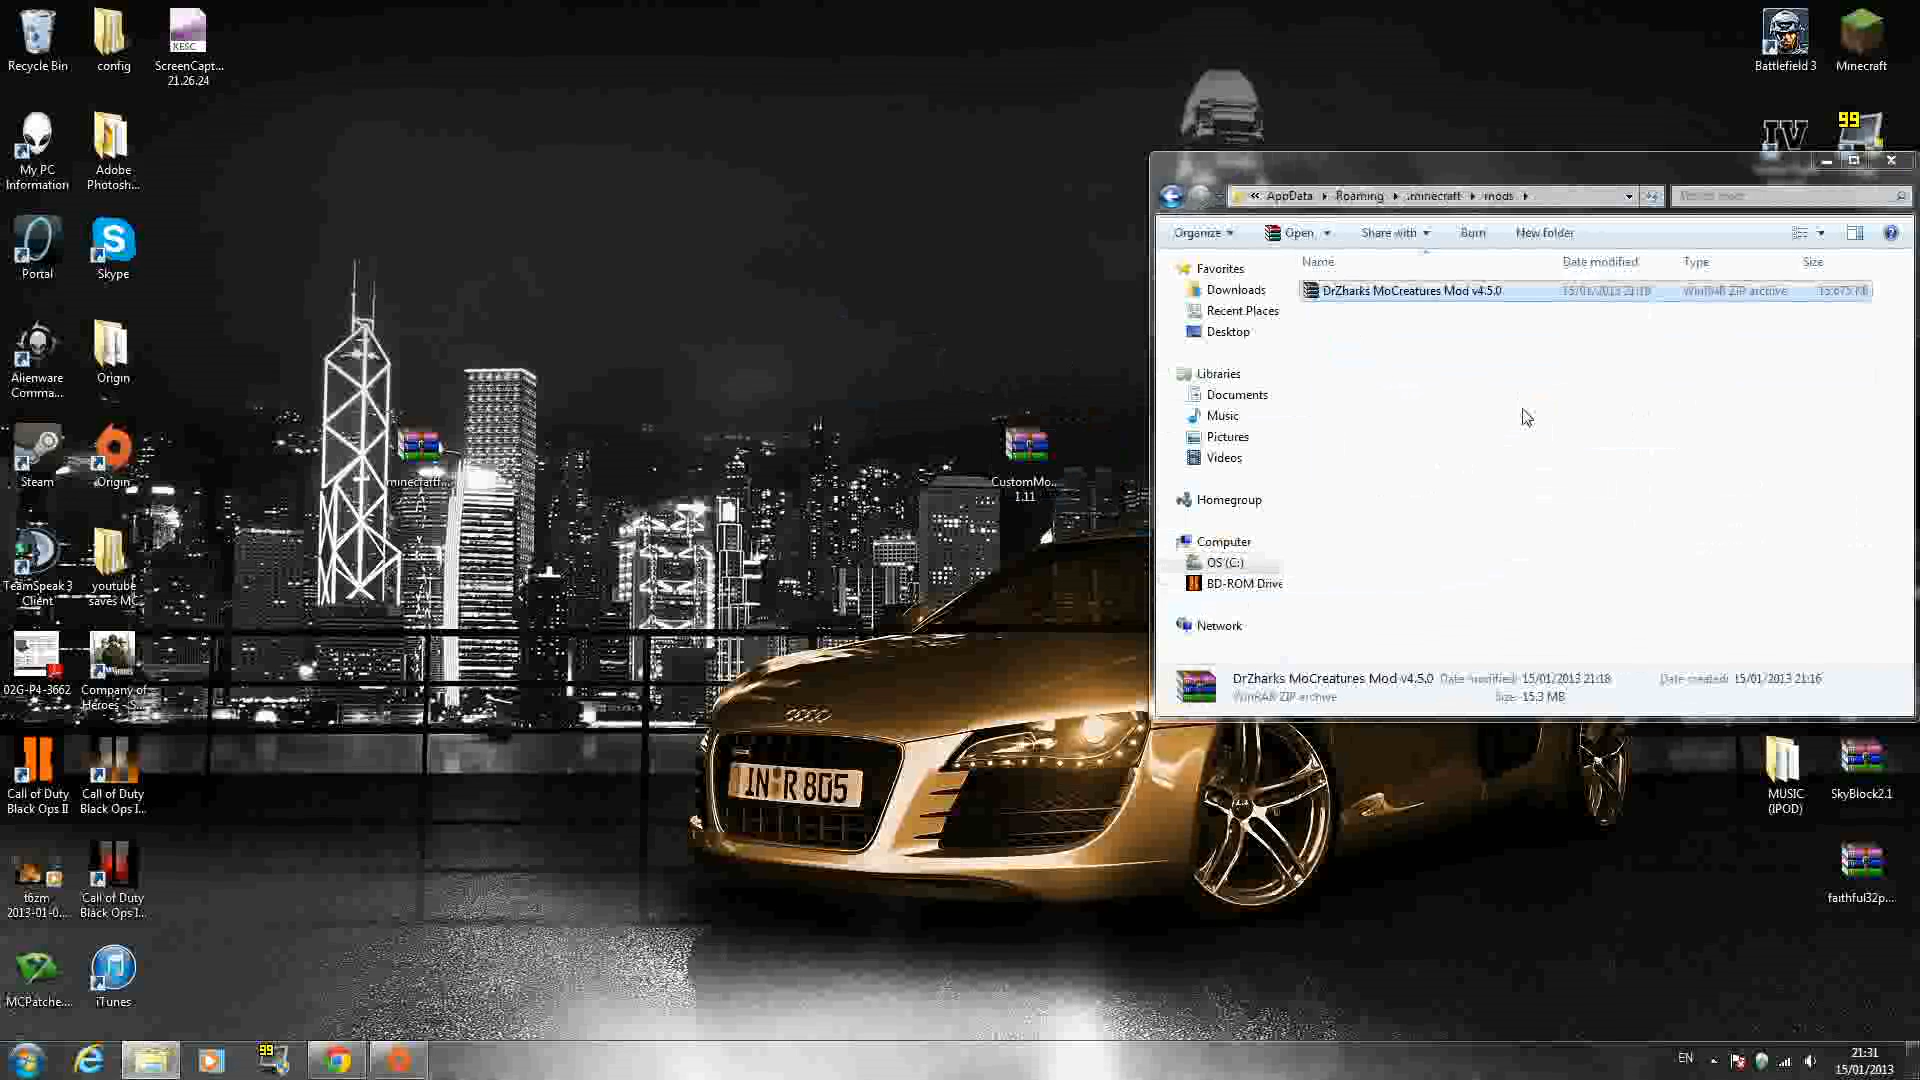 Recycle Bin
config
ScreenCapt...
21.26.24
XESC
Battlefield 3
Minecraft
My PC
Information
Adobe
Photosh...
IV
99
AppData
Roaming
.minecraft
mods
Organize
Open
Share with
Burn
New folder
Name
Date modified
Type
Size
Portal
Skype
Favorites
Downloads
Recent Places
Desktop
DrZharks MoCreatures Mod v4.5.0
15/01/2013 21:18
WinRAR ZIP archive
Alienware
Comma...
Origin
Libraries
Documents
Music
Pictures
Videos
Steam
Origin
CustomMo...
1.11
Homegroup
Computer
OS (C:)
BD-ROM Drive
Network
TeamSpeak 3
Client
youtube
saves MC...
02G-P4-3662
Company of
Heroes - S...
DrZharks MoCreatures Mod v4.5.0
Date modified: 15/01/2013 21:18
Date created: 15/01/2013 21:16
WinRAR ZIP archive
Size: 15.3 MB
IN R 805
Call of Duty
Black Ops II
Call of Duty
Black Ops I...
MUSIC
(IPOD)
SkyBlock2.1
t6zm
2013-01-0...
Call of Duty
Black Ops I...
faithful32p...
MCPatche...
iTunes
99
EN
21:31
15/01/2013